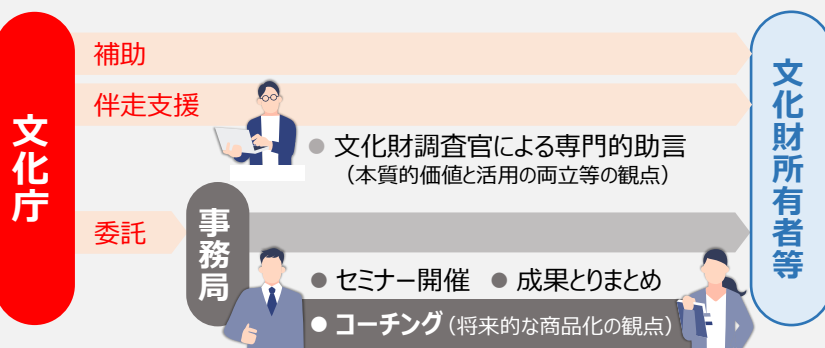 文化庁
補助
伴走支援
● 文化財調査官による専門的助言
（本質的価値と活用の両立等の観点）
委託
事務局
● セミナー開催 ● 成果とりまとめ
● コーチング（将来的な商品化の観点）
文化財所有者等